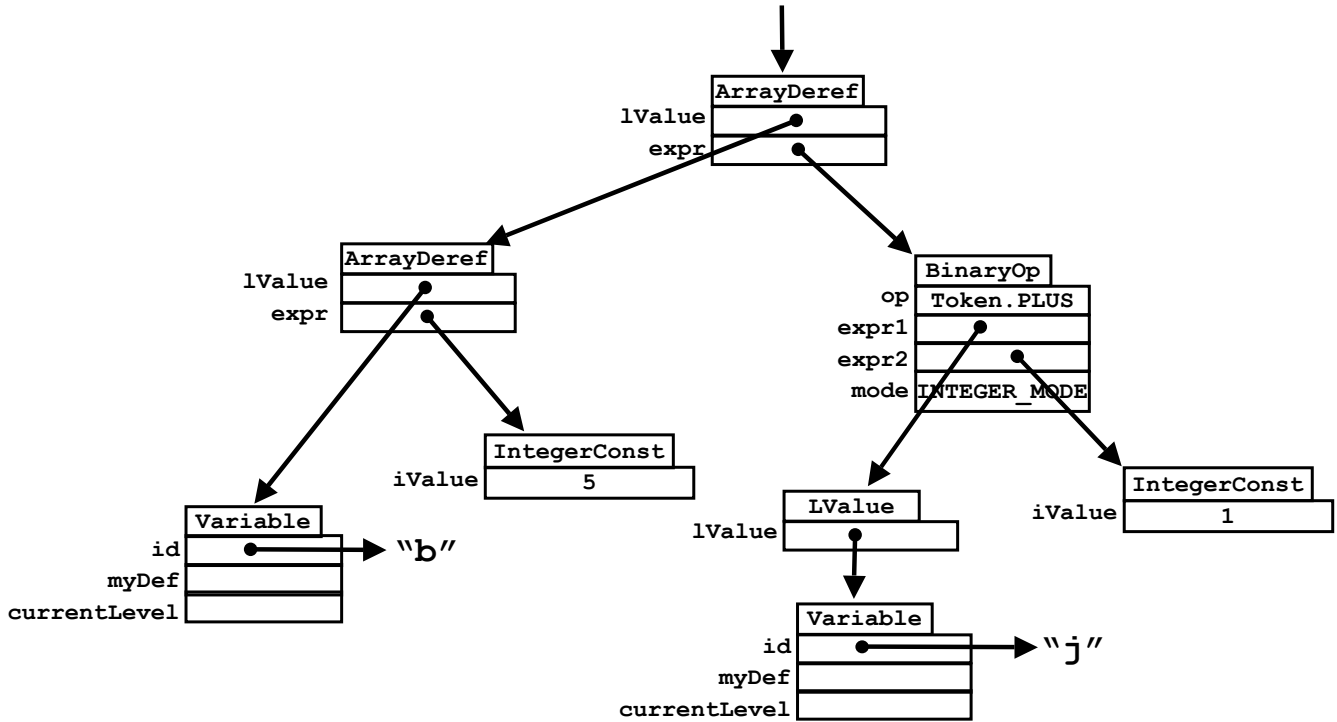 ArrayDeref
lValue
expr
ArrayDeref
lValue
expr
BinaryOp
op Token.PLUS
expr1
expr2
mode INTEGER_MODE
IntegerConst
iValue 5
IntegerConst
iValue 1
LValue
lValue
Variable
id “b”
myDef
currentLevel
Variable
id “j”
myDef
currentLevel